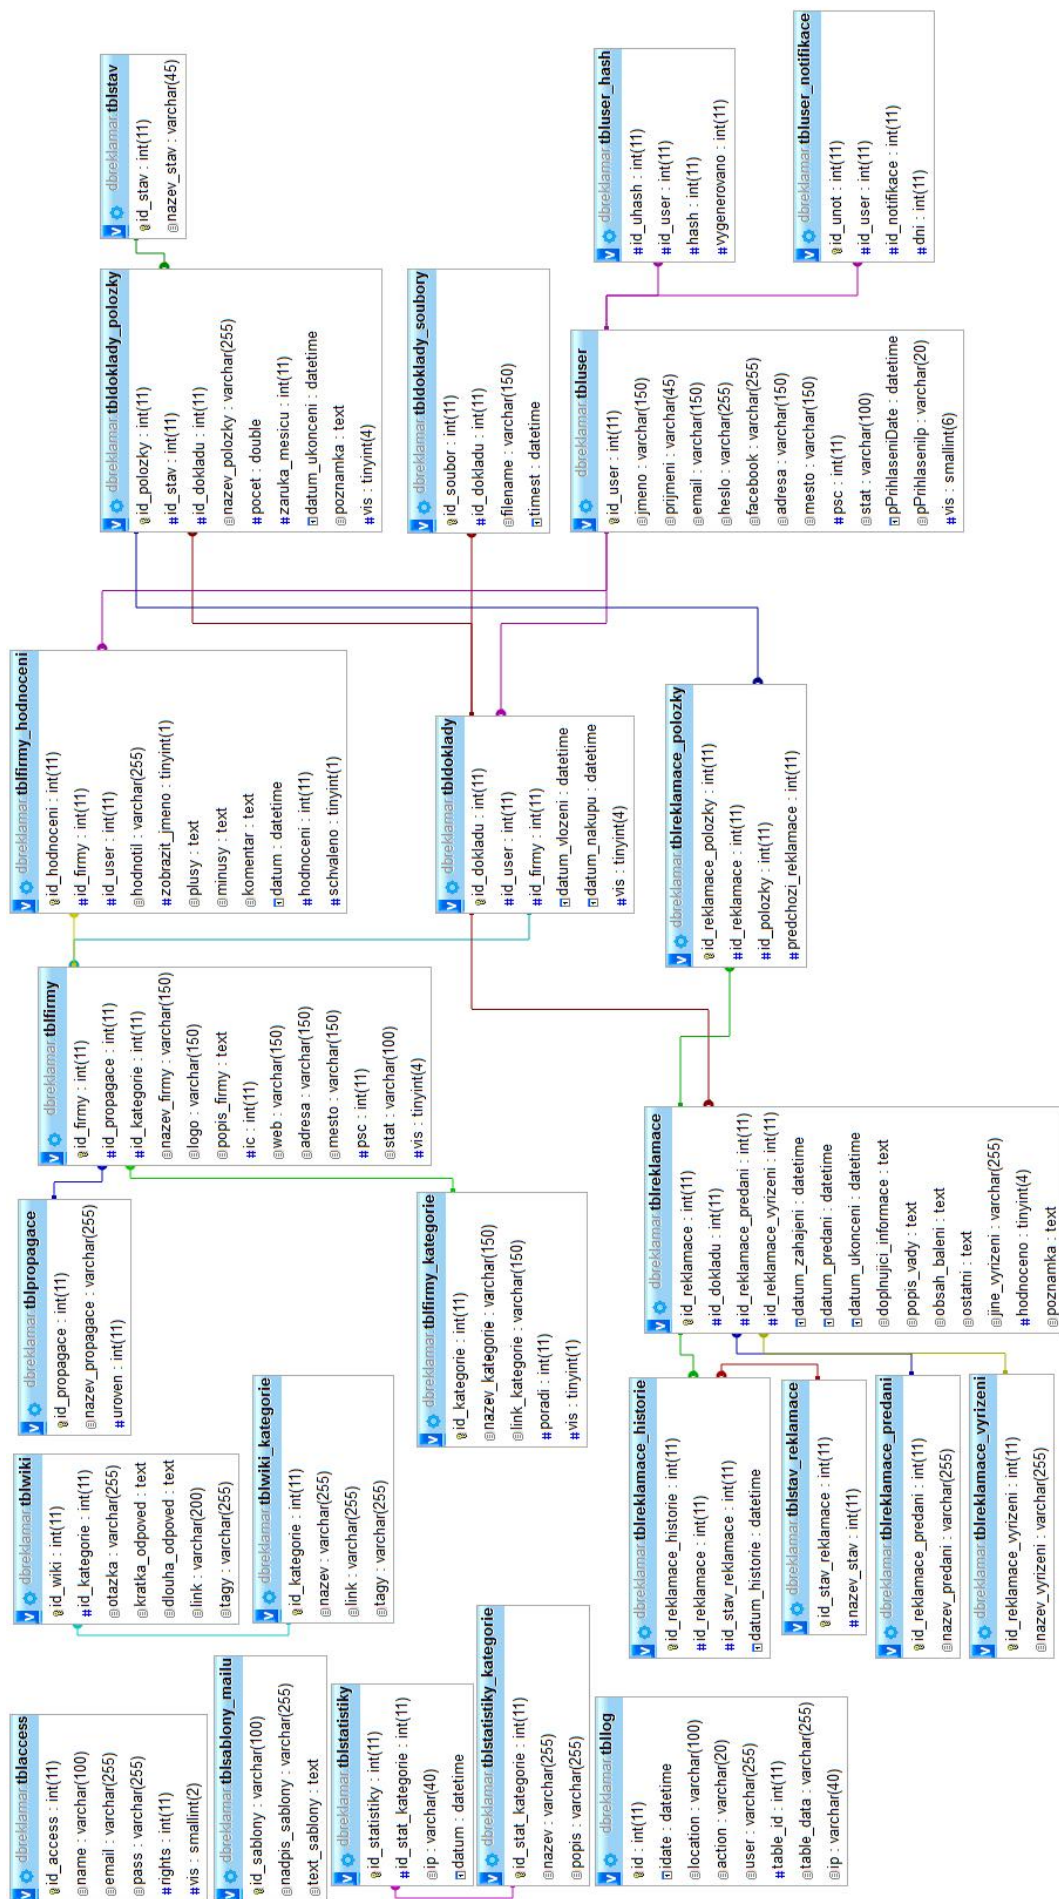 dbreklamar.tblaccess
id_access : int(11)
name : varchar(100)
email : varchar(255)
pass : varchar(255)
#rights : int(11)
#vis : smallint(2)
dbreklamar.tblsablony_mailu
id_sablony : varchar(100)
nadpis_sablony : varchar(255)
text_sablony : text
dbreklamar.tblstatistiky
id_statistiky : int(11)
#id_stat_kategorie : int(11)
ip : varchar(40)
datum : datetime
dbreklamar.tblstatistiky_kategorie
id_stat_kategorie : int(11)
nazev : varchar(255)
popis : varchar(255)
dbreklamar.tbllog
id : int(11)
date : datetime
location : varchar(100)
action : varchar(20)
user : varchar(255)
#table_id : int(11)
table_data : varchar(255)
ip : varchar(40)
dbreklamar.tblwiki
id_wiki : int(11)
#id_kategorie : int(11)
otazka : varchar(255)
kratka_odpoved : text
dlouha_odpoved : text
link : varchar(200)
tagy : varchar(255)
dbreklamar.tblwiki_kategorie
id_kategorie : int(11)
nazev : varchar(255)
link : varchar(255)
tagy : varchar(255)
dbreklamar.tblpropagace
id_propagace : int(11)
nazev_propagace : varchar(255)
#uroven : int(11)
dbreklamar.tblfirmy_kategorie
id_kategorie : int(11)
nazev_kategorie : varchar(150)
link_kategorie : varchar(150)
#poradi : int(11)
#vis : tinyint(1)
dbreklamar.tblreklamace_historie
id_reklamace_historie : int(11)
#id_reklamace : int(11)
#id_stav_reklamace : int(11)
datum_historie : datetime
dbreklamar.tblstav_reklamace
id_stav_reklamace : int(11)
#nazev_stav : int(11)
dbreklamar.tblreklamace_predani
id_reklamace_predani : int(11)
nazev_predani : varchar(255)
dbreklamar.tblreklamace_vyrizeni
id_reklamace_vyrizeni : int(11)
nazev_vyrizeni : varchar(255)
dbreklamar.tblfirmy
id_firmy : int(11)
#id_propagace : int(11)
#id_kategorie : int(11)
nazev_firmy : varchar(150)
logo : varchar(150)
popis_firmy : text
#ic : int(11)
web : varchar(150)
adresa : varchar(150)
mesto : varchar(150)
#psc : int(11)
stat : varchar(100)
#vis : tinyint(4)
dbreklamar.tblreklamace
id_reklamace : int(11)
#id_dokladu : int(11)
#id_reklamace_predani : int(11)
#id_reklamace_vyrizeni : int(11)
datum_zahajeni : datetime
datum_predani : datetime
datum_ukonceni : datetime
doplnujici_informace : text
popis_vady : text
obsah_baleni : text
ostatni : text
jine_vyrizeni : varchar(255)
#hodnoceno : tinyint(4)
poznamka : text
dbreklamar.tblfirmy_hodnoceni
id_hodnoceni : int(11)
#id_firmy : int(11)
#id_user : int(11)
hodnotil : varchar(255)
#zobrazit_jmeno : tinyint(1)
plusy : text
minusy : text
komentar : text
datum : datetime
#hodnoceni : int(11)
#schvaleno : tinyint(1)
dbreklamar.tbldoklady
id_dokladu : int(11)
#id_user : int(11)
#id_firmy : int(11)
datum_vlozeni : datetime
datum_nakupu : datetime
#vis : tinyint(4)
dbreklamar.tblreklamace_polozky
id_reklamace_polozky : int(11)
#id_reklamace : int(11)
#id_polozky : int(11)
#predchozi_reklamace : int(11)
dbreklamar.tbldoklady_polozky
id_polozky : int(11)
#id_stav : int(11)
#id_dokladu : int(11)
nazev_polozky : varchar(255)
#pocet : double
#zaruka_mesicu : int(11)
datum_ukonceni : datetime
poznamka : text
#vis : tinyint(4)
dbreklamar.tbldoklady_soubory
id_soubor : int(11)
#id_dokladu : int(11)
filename : varchar(150)
timest : datetime
dbreklamar.tbluser
id_user : int(11)
jmeno : varchar(150)
prijmeni : varchar(45)
email : varchar(150)
heslo : varchar(255)
facebook : varchar(255)
adresa : varchar(150)
mesto : varchar(150)
#psc : int(11)
stat : varchar(100)
pPrihlaseniDate : datetime
pPrihlaseniIp : varchar(20)
#vis : smallint(6)
dbreklamar.tblstav
id_stav : int(11)
nazev_stav : varchar(45)
dbreklamar.tbluser_hash
#id_uhash : int(11)
#id_user : int(11)
#hash : int(11)
#vygenerovano : int(11)
dbreklamar.tbluser_notifikace
id_unot : int(11)
#id_user : int(11)
#id_notifikace : int(11)
#dni : int(11)